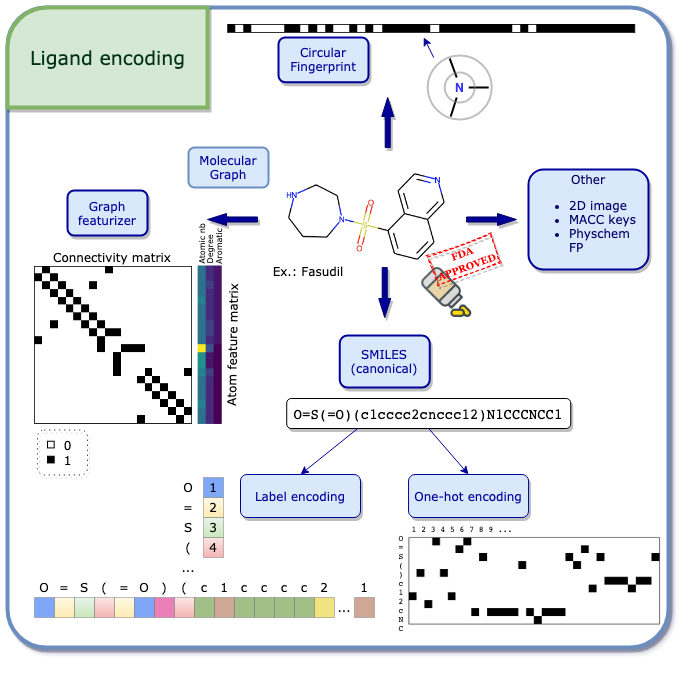 Ligand encoding
Circular
Fingerprint
N
Molecular
Graph
Graph
featurizer
HN
N
S
O
O
N
Ex.: Fasudil
FDA
APPROVED
Other
• 2D image
• MACC keys
• Physchem
FP
Connectivity matrix
Atomic nb
Degree
Aromatic
Atom feature matrix
0
1
SMILES
(canonical)
O=S(=O)(c1cccc2cnccc12)N1CCCNCC1
Label encoding
One-hot encoding
O 1
= 2
S 3
( 4
...
O = S ( = O ) ( c 1 c c c c 2 1
...
1 2 3 4 5 6 7 8 9 ...
O
=
S
(
)
c
1
2
c
N
C